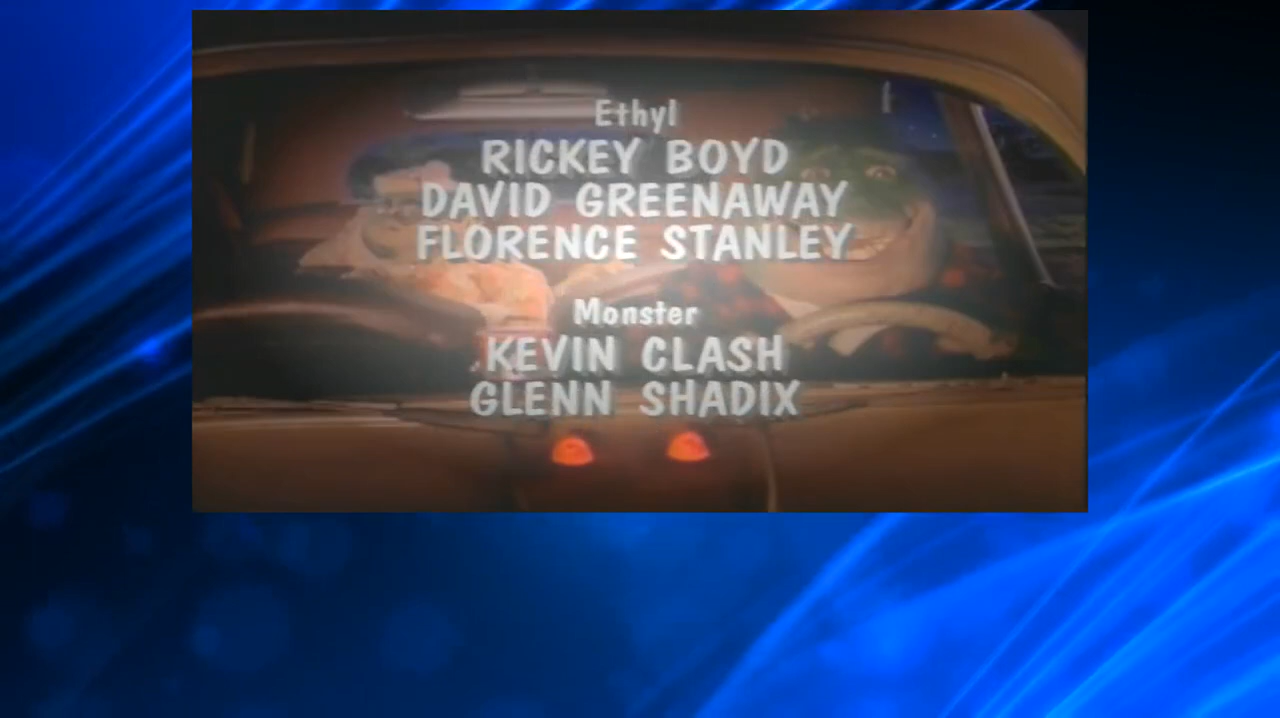 Ethyl
RICKEY BOYD
DAVID GREENAWAY
FLORENCE STANLEY
Monster
KEVIN CLASH
GLENN SHADIX